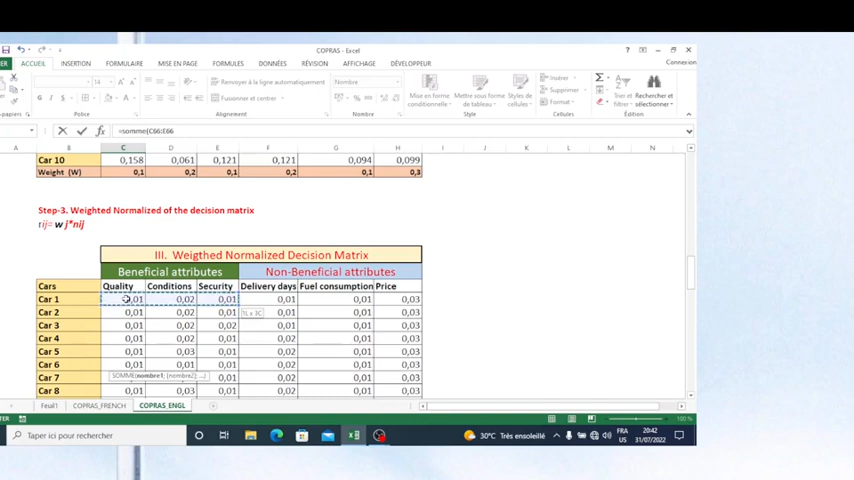 COPRAS - Excel
ACCUEIL INSERTION FORMULAIRE MISE EN PAGE FORMULES DONNÉES RÉVISION AFFICHAGE DÉVELOPPEUR Connexion
14 Renvoyer à la ligne automatiquement Nombre Insérer
Fusionner et centrer Mise en forme conditionnelle Mettre sous forme de tableau Styles de cellules Supprimer Format Trier et filtrer Rechercher et sélectionner
Police Alignement Nombre Style Cellules Édition
=somme(C66:E66
A B C D E F G H I J K L M N
Car 10 0,158 0,061 0,121 0,121 0,094 0,099
Weight (W) 0,1 0,2 0,1 0,2 0,1 0,3
Step-3. Weighted Normalized of the decision matrix
rij= w j*nij
III. Weigthed Normalized Decision Matrix
Beneficial attributes Non-Beneficial attributes
Cars Quality Conditions Security Delivery days Fuel consumption Price
Car 1 0,01 0,02 0,01 0,01 0,01 0,03
Car 2 0,01 0,02 0,01 1L x 3C 0,01 0,01 0,03
Car 3 0,01 0,02 0,02 0,02 0,01 0,03
Car 4 0,01 0,02 0,01 0,02 0,01 0,03
Car 5 0,01 0,03 0,01 0,02 0,01 0,03
Car 6 0,01 0,01 0,01 0,02 0,01 0,03
Car 7 SOMME(nombre1; [nombre2]; ...) 0,01 0,02 0,01 0,03
Car 8 0,01 0,03 0,01 0,02 0,01 0,03
Feuil1 COPRAS_FRENCH COPRAS_ENGL
100 %
Taper ici pour rechercher 30°C Très ensoleillé FRA 20:42
US 31/07/2022